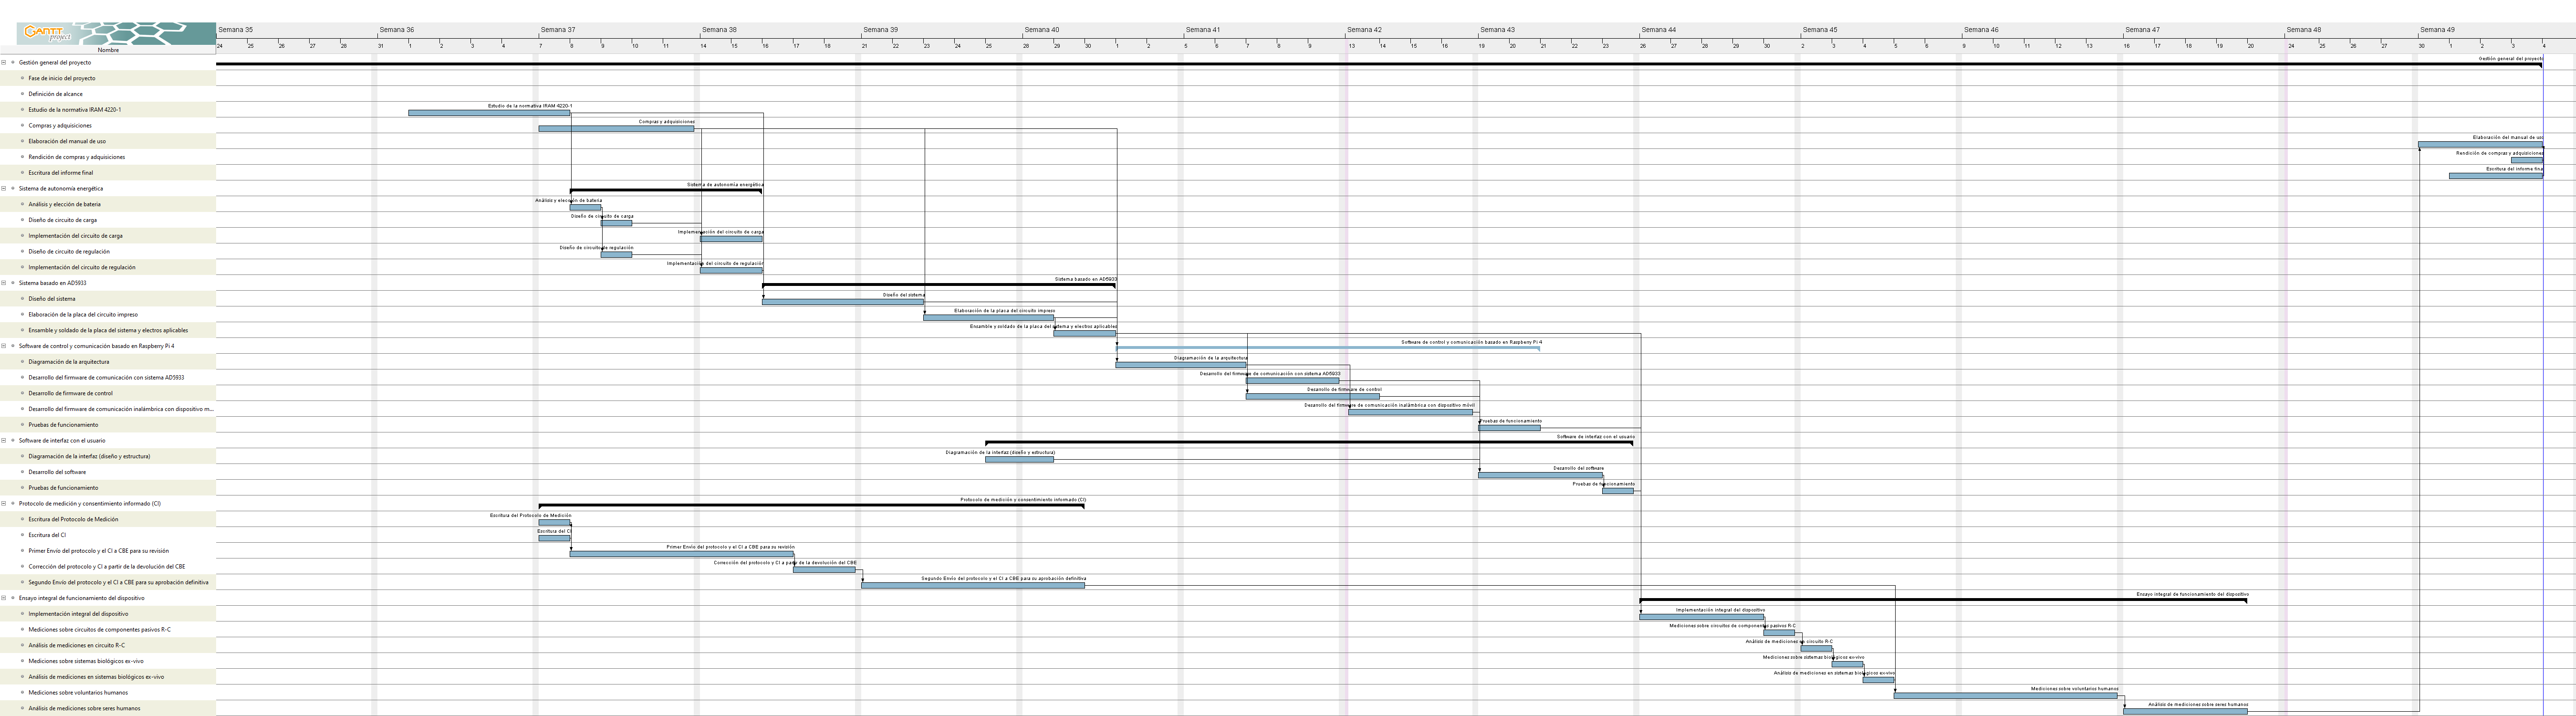 GANTT project
Nombre
Semana 35 Semana 36 Semana 37 Semana 38 Semana 39 Semana 40 Semana 41 Semana 42 Semana 43 Semana 44 Semana 45 Semana 46 Semana 47 Semana 48 Semana 49
24 25 26 27 28 31 1 2 3 4 7 8 9 10 11 14 15 16 17 18 21 22 23 24 25 28 29 30 1 2 5 6 7 8 9 13 14 15 16 19 20 21 22 23 26 27 28 29 30 2 3 4 5 6 9 10 11 12 13 16 17 18 19 20 24 25 26 27 30 1 2 3 4
Gestión general del proyecto
Gestión general del proyecto
Fase de inicio del proyecto
Definición de alcance
Estudio de la normativa IRAM 4220-1
Estudio de la normativa IRAM 4220-1
Compras y adquisiciones
Compras y adquisiciones
Elaboración del manual de uso
Elaboración del manual de uso
Rendición de compras y adquisiciones
Rendición de compras y adquisiciones
Escritura del informe final
Escritura del informe final
Sistema de autonomía energética
Sistema de autonomía energética
Análisis y elección de bateria
Análisis y elección de bateria
Diseño de circuito de carga
Diseño de circuito de carga
Implementación del circuito de carga
Implementación del circuito de carga
Diseño de circuito de regulación
Diseño de circuito de regulación
Implementación del circuito de regulación
Implementación del circuito de regulación
Sistema basado en AD5933
Sistema basado en AD5933
Diseño del sistema
Diseño del sistema
Elaboración de la placa del circuito impreso
Elaboración de la placa del circuito impreso
Ensamble y soldado de la placa del sistema y electros aplicables
Ensamble y soldado de la placa del sistema y electros aplicables
Software de control y comunicación basado en Raspberry Pi 4
Software de control y comunicación basado en Raspberry Pi 4
Diagramación de la arquitectura
Diagramación de la arquitectura
Desarrollo del firmware de comunicación con sistema AD5933
Desarrollo del firmware de comunicación con sistema AD5933
Desarrollo de firmware de control
Desarrollo de firmware de control
Desarrollo del firmware de comunicación inalámbrica con dispositivo m...
Desarrollo del firmware de comunicación inalámbrica con dispositivo móvil
Pruebas de funcionamiento
Pruebas de funcionamiento
Software de interfaz con el usuario
Software de interfaz con el usuario
Diagramación de la interfaz (diseño y estructura)
Diagramación de la interfaz (diseño y estructura)
Desarrollo del software
Desarrollo del software
Pruebas de funcionamiento
Pruebas de funcionamiento
Protocolo de medición y consentimiento informado (CI)
Protocolo de medición y consentimiento informado (CI)
Escritura del Protocolo de Medición
Escritura del Protocolo de Medición
Escritura del CI
Escritura del CI
Primer Envío del protocolo y el CI a CBE para su revisión
Primer Envío del protocolo y el CI a CBE para su revisión
Corrección del protocolo y CI a partir de la devolución del CBE
Corrección del protocolo y CI a partir de la devolución del CBE
Segundo Envío del protocolo y el CI a CBE para su aprobación definitiva
Segundo Envío del protocolo y el CI a CBE para su aprobación definitiva
Ensayo integral de funcionamiento del dispositivo
Ensayo integral de funcionamiento del dispositivo
Implementación integral del dispositivo
Implementación integral del dispositivo
Mediciones sobre circuitos de componentes pasivos R-C
Mediciones sobre circuitos de componentes pasivos R-C
Análisis de mediciones en circuito R-C
Análisis de mediciones en circuito R-C
Mediciones sobre sistemas biológicos ex-vivo
Mediciones sobre sistemas biológicos ex-vivo
Análisis de mediciones en sistemas biológicos ex-vivo
Análisis de mediciones en sistemas biológicos ex-vivo
Mediciones sobre voluntarios humanos
Mediciones sobre voluntarios humanos
Análisis de mediciones sobre seres humanos
Análisis de mediciones sobre seres humanos